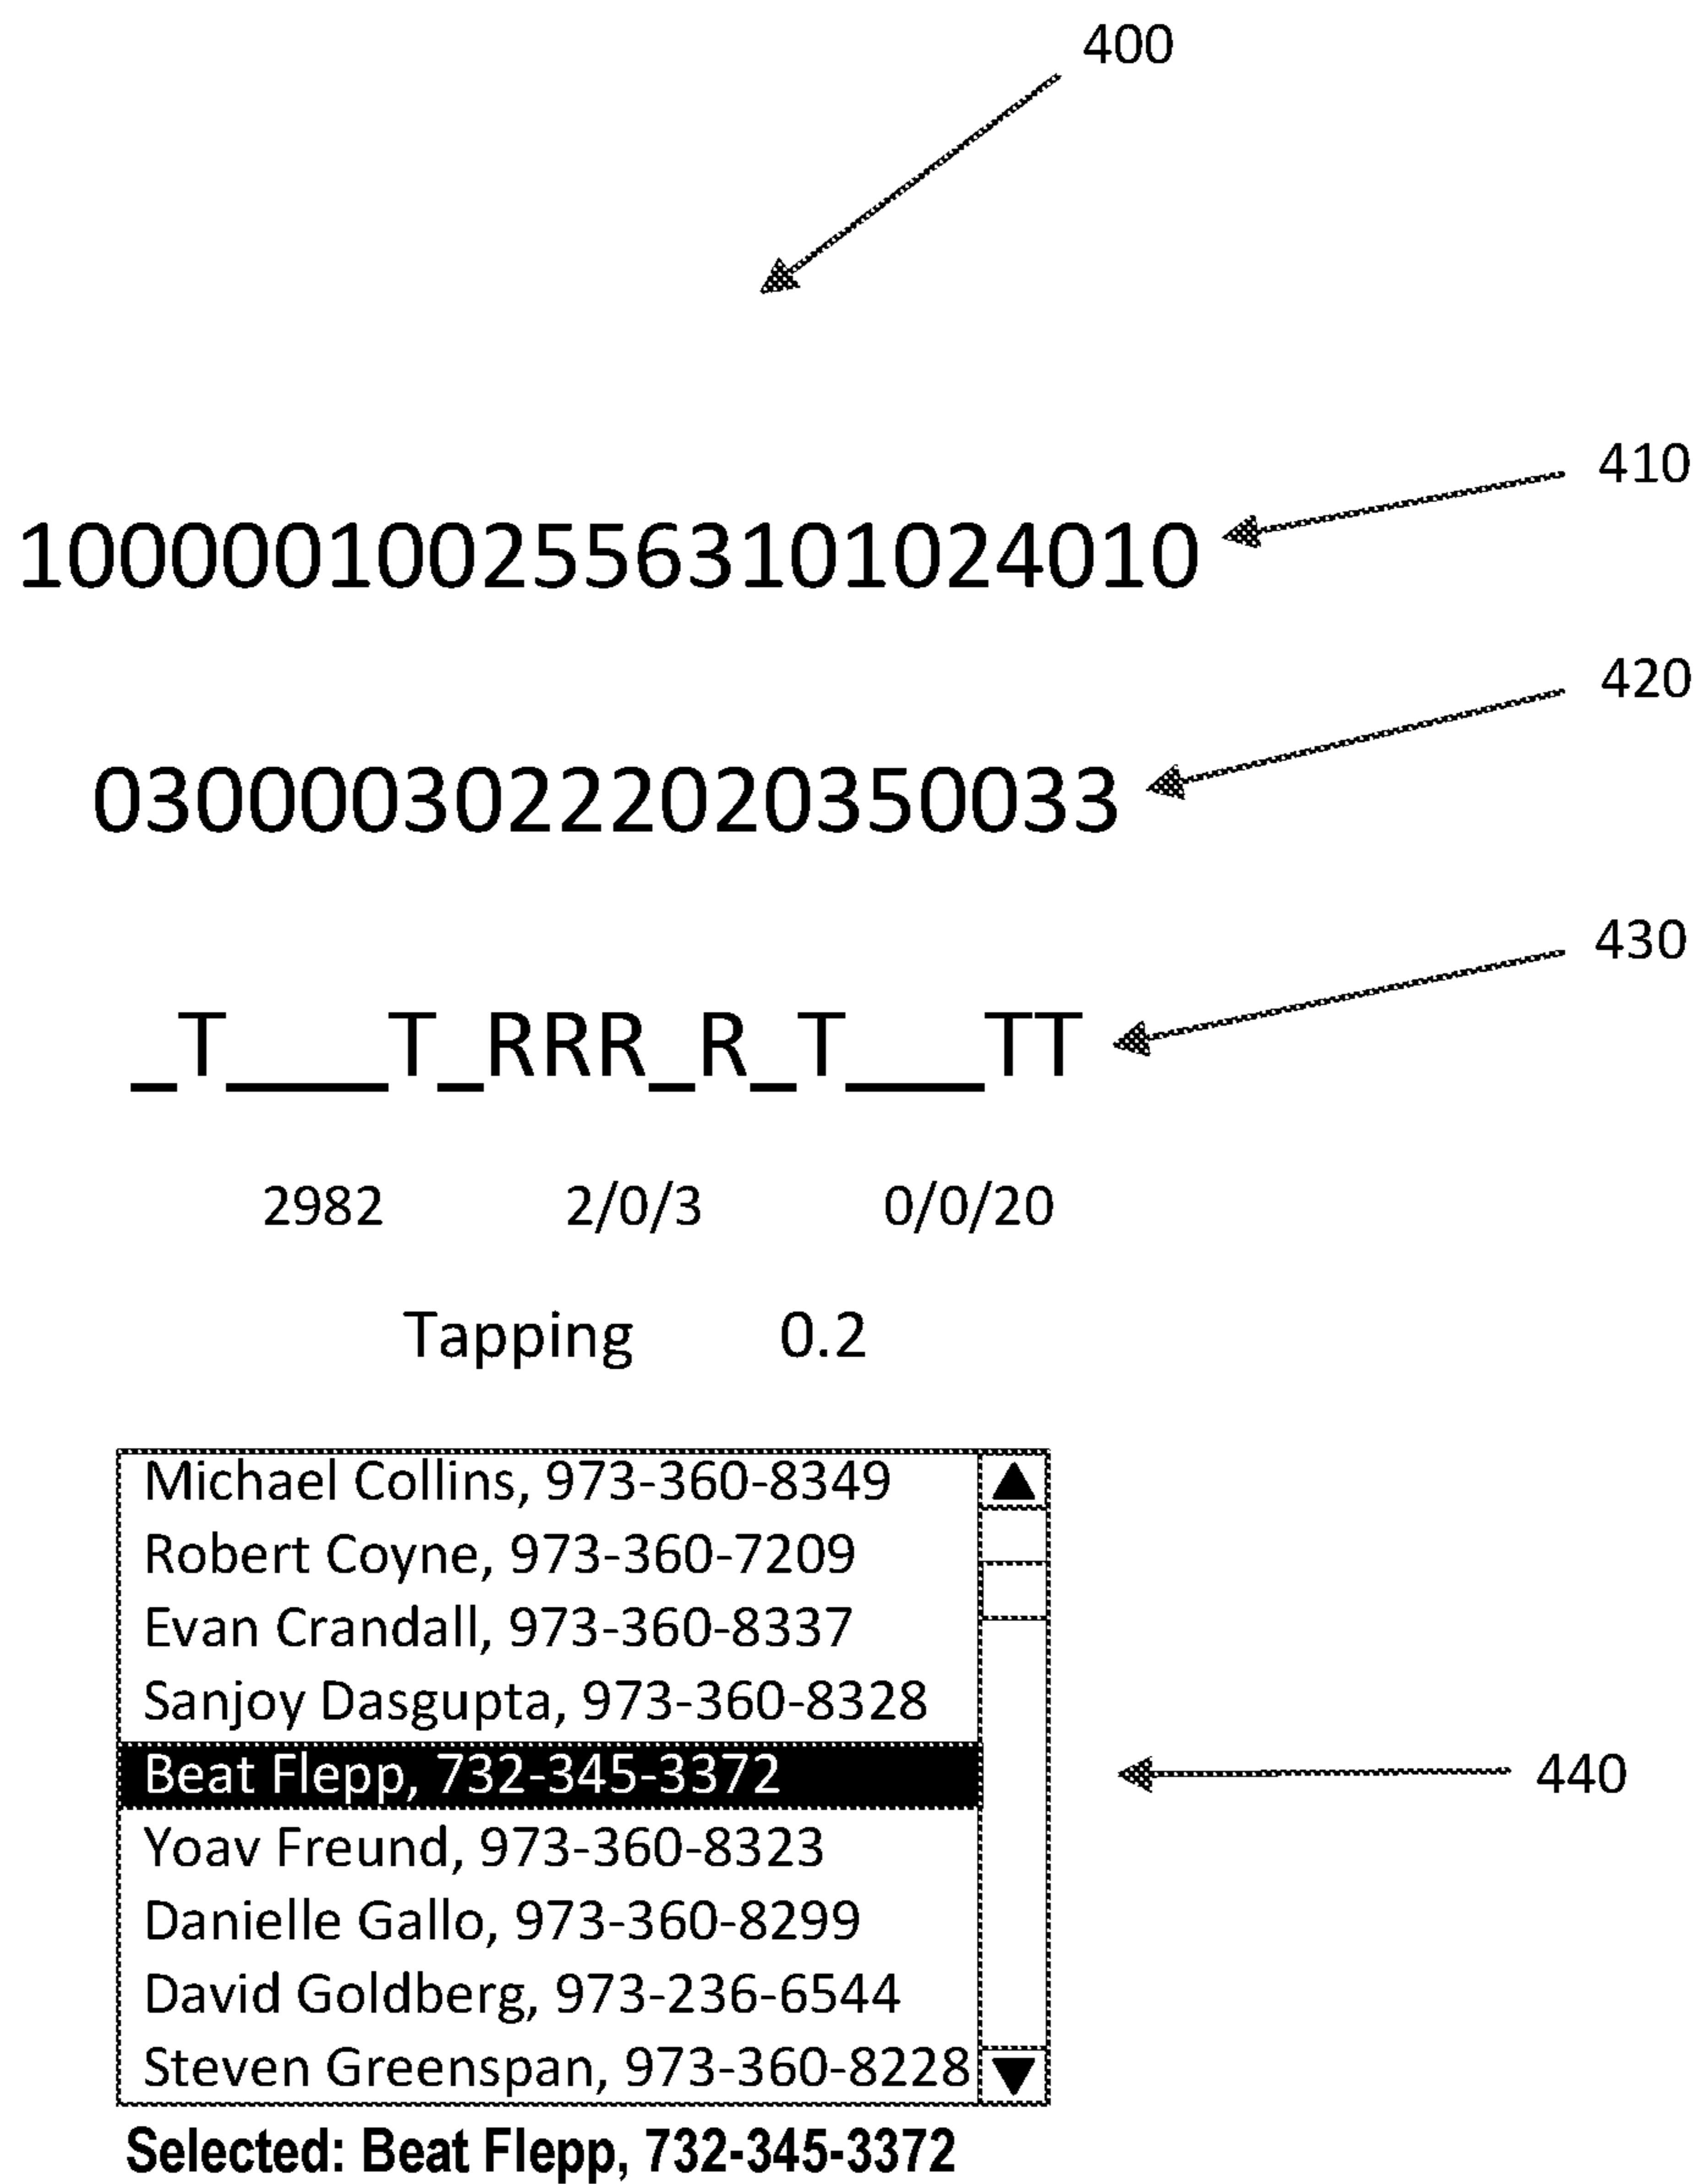 400
410
10000010025563101024010
420
03000030222020350033
430
_T____T_RRR_R_T___TT
2982 2/0/3 0/0/20
Tapping 0.2
Michael Collins, 973-360-8349
Robert Coyne, 973-360-7209
Evan Crandall, 973-360-8337
Sanjoy Dasgupta, 973-360-8328
Beat Flepp, 732-345-3372
440
Yoav Freund, 973-360-8323
Danielle Gallo, 973-360-8299
David Goldberg, 973-236-6544
Steven Greenspan, 973-360-8228
Selected: Beat Flepp, 732-345-3372